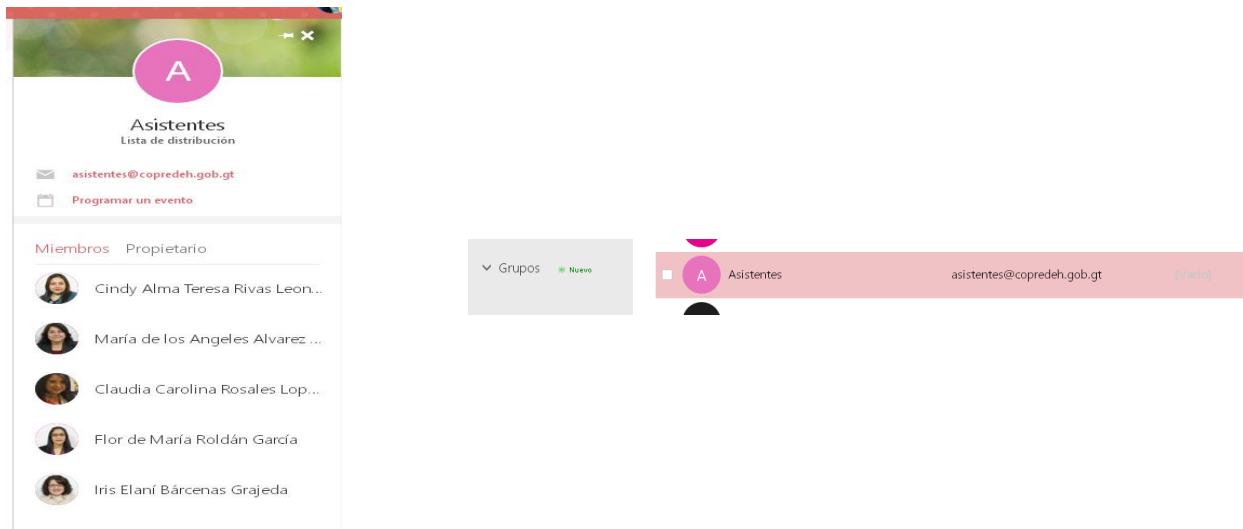 A
Asistentes
Lista de distribución
asistentes@copredeh.gob.gt
Programar un evento
Miembros Propietario
Cindy Alma Teresa Rivas Leon...
María de los Angeles Alvarez ...
Claudia Carolina Rosales Lop...
Flor de María Roldán García
Iris Elaní Bárcenas Grajeda
Grupos Nuevo
A Asistentes asistentes@copredeh.gob.gt (Vacío)